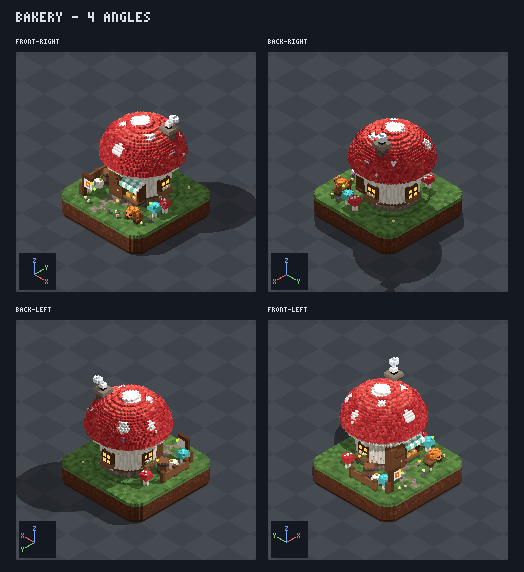 BAKERY - 4 ANGLES
FRONT-RIGHT
BACK-RIGHT
Z
Y
X
Z
X
Y
BACK-LEFT
FRONT-LEFT
Z
X
Y
Z
Y
X